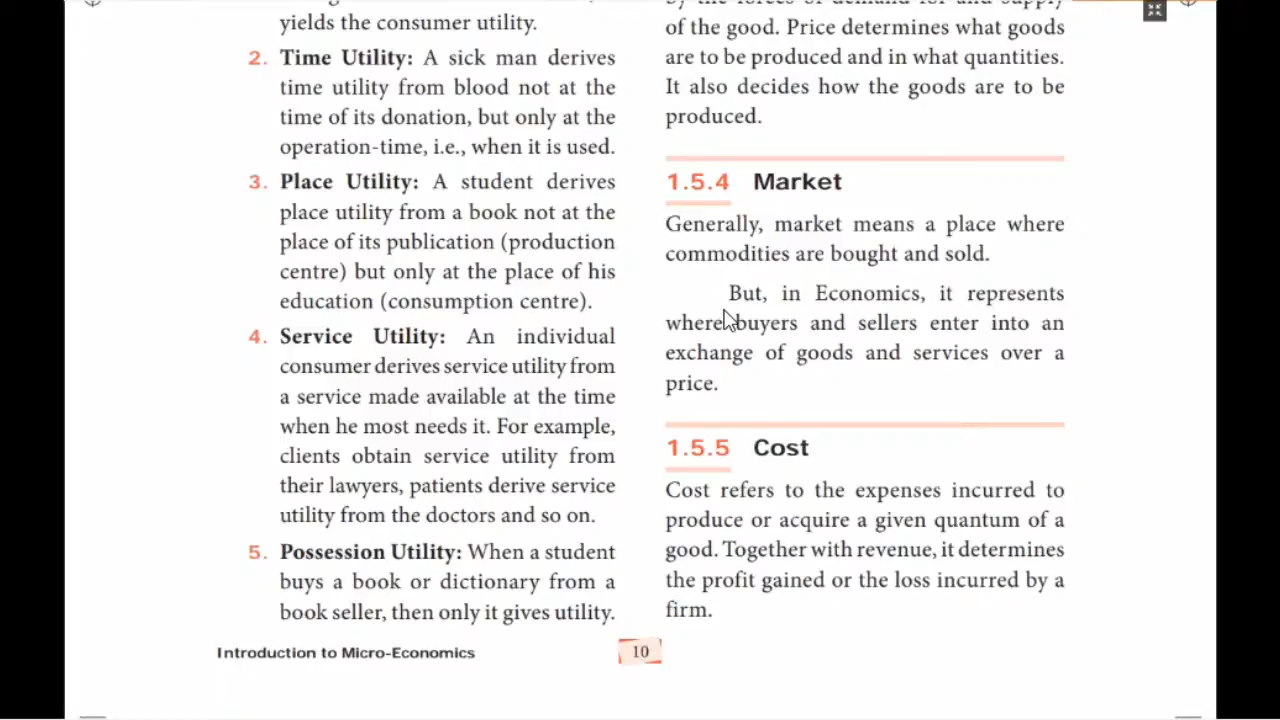 yields the consumer utility.
2. Time Utility: A sick man derives
time utility from blood not at the
time of its donation, but only at the
operation-time, i.e., when it is used.
3. Place Utility: A student derives
place utility from a book not at the
place of its publication (production
centre) but only at the place of his
education (consumption centre).
4. Service Utility: An individual
consumer derives service utility from
a service made available at the time
when he most needs it. For example,
clients obtain service utility from
their lawyers, patients derive service
utility from the doctors and so on.
5. Possession Utility: When a student
buys a book or dictionary from a
book seller, then only it gives utility.
by the forces of demand for and supply
of the good. Price determines what goods
are to be produced and in what quantities.
It also decides how the goods are to be
produced.
1.5.4 Market
Generally, market means a place where
commodities are bought and sold.
But, in Economics, it represents
where buyers and sellers enter into an
exchange of goods and services over a
price.
1.5.5 Cost
Cost refers to the expenses incurred to
produce or acquire a given quantum of a
good. Together with revenue, it determines
the profit gained or the loss incurred by a
firm.
Introduction to Micro-Economics
10